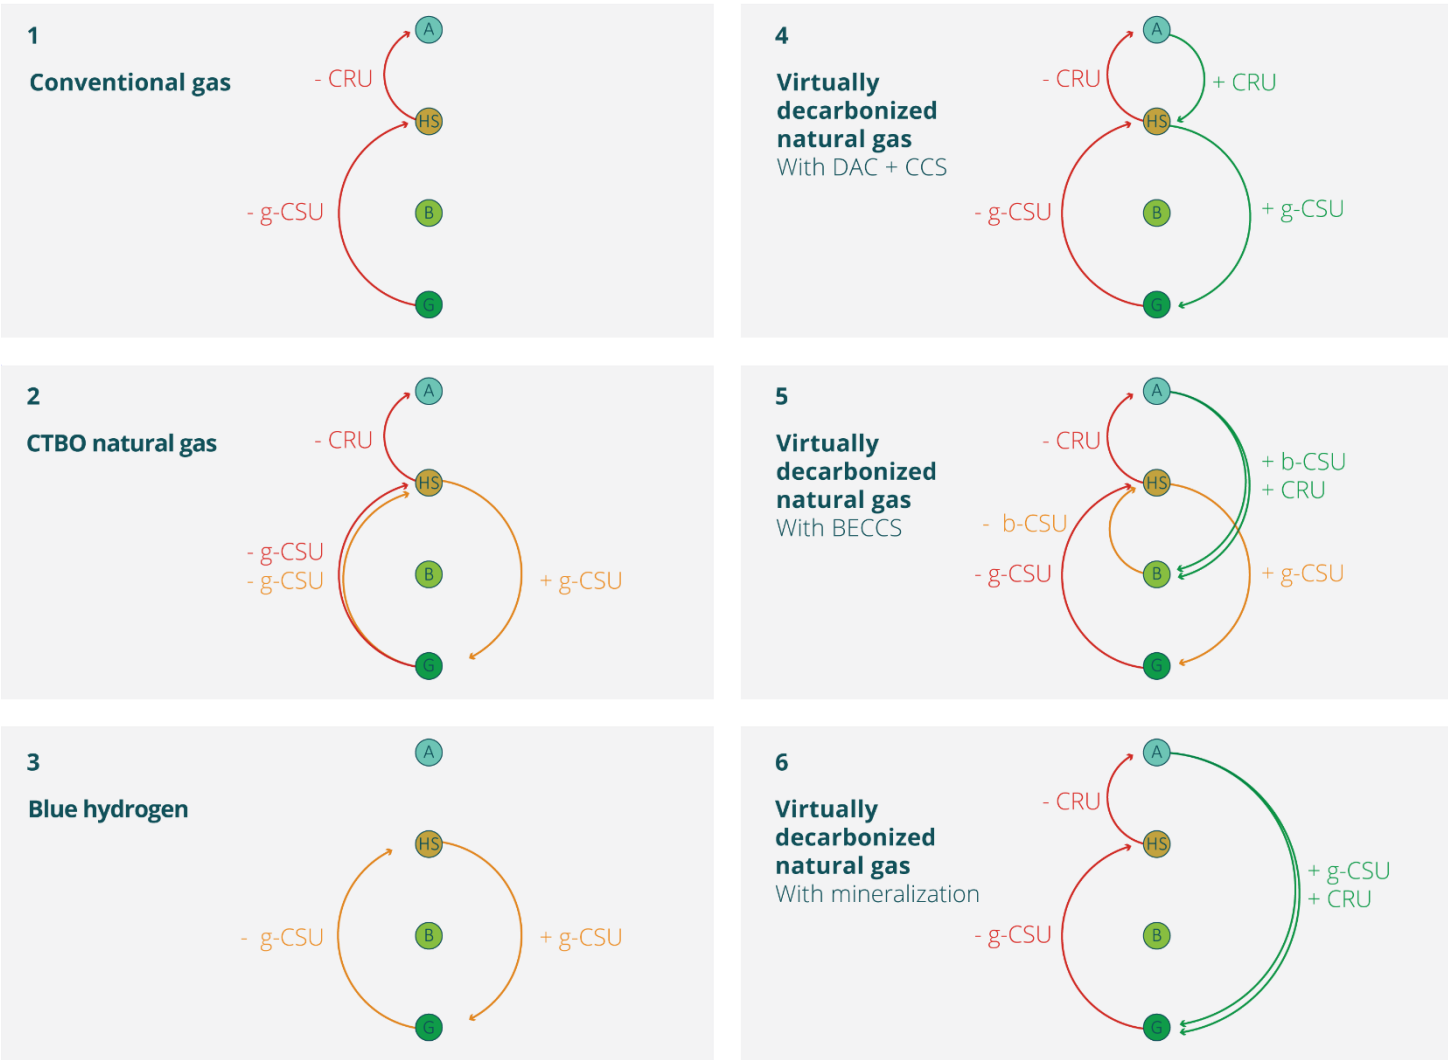 1
Conventional gas
A
- CRU
HS
- g-CSU
B
G
2
CTBO natural gas
A
- CRU
HS
- g-CSU
- g-CSU
B
+ g-CSU
G
3
Blue hydrogen
A
HS
- g-CSU
B
+ g-CSU
G
4
Virtually
decarbonized
natural gas
With DAC + CCS
A
- CRU
+ CRU
HS
- g-CSU
B
+ g-CSU
G
5
Virtually
decarbonized
natural gas
With BECCS
A
- CRU
+ b-CSU
+ CRU
HS
- b-CSU
- g-CSU
B
+ g-CSU
G
6
Virtually
decarbonized
natural gas
With mineralization
A
- CRU
HS
+ g-CSU
+ CRU
- g-CSU
B
G